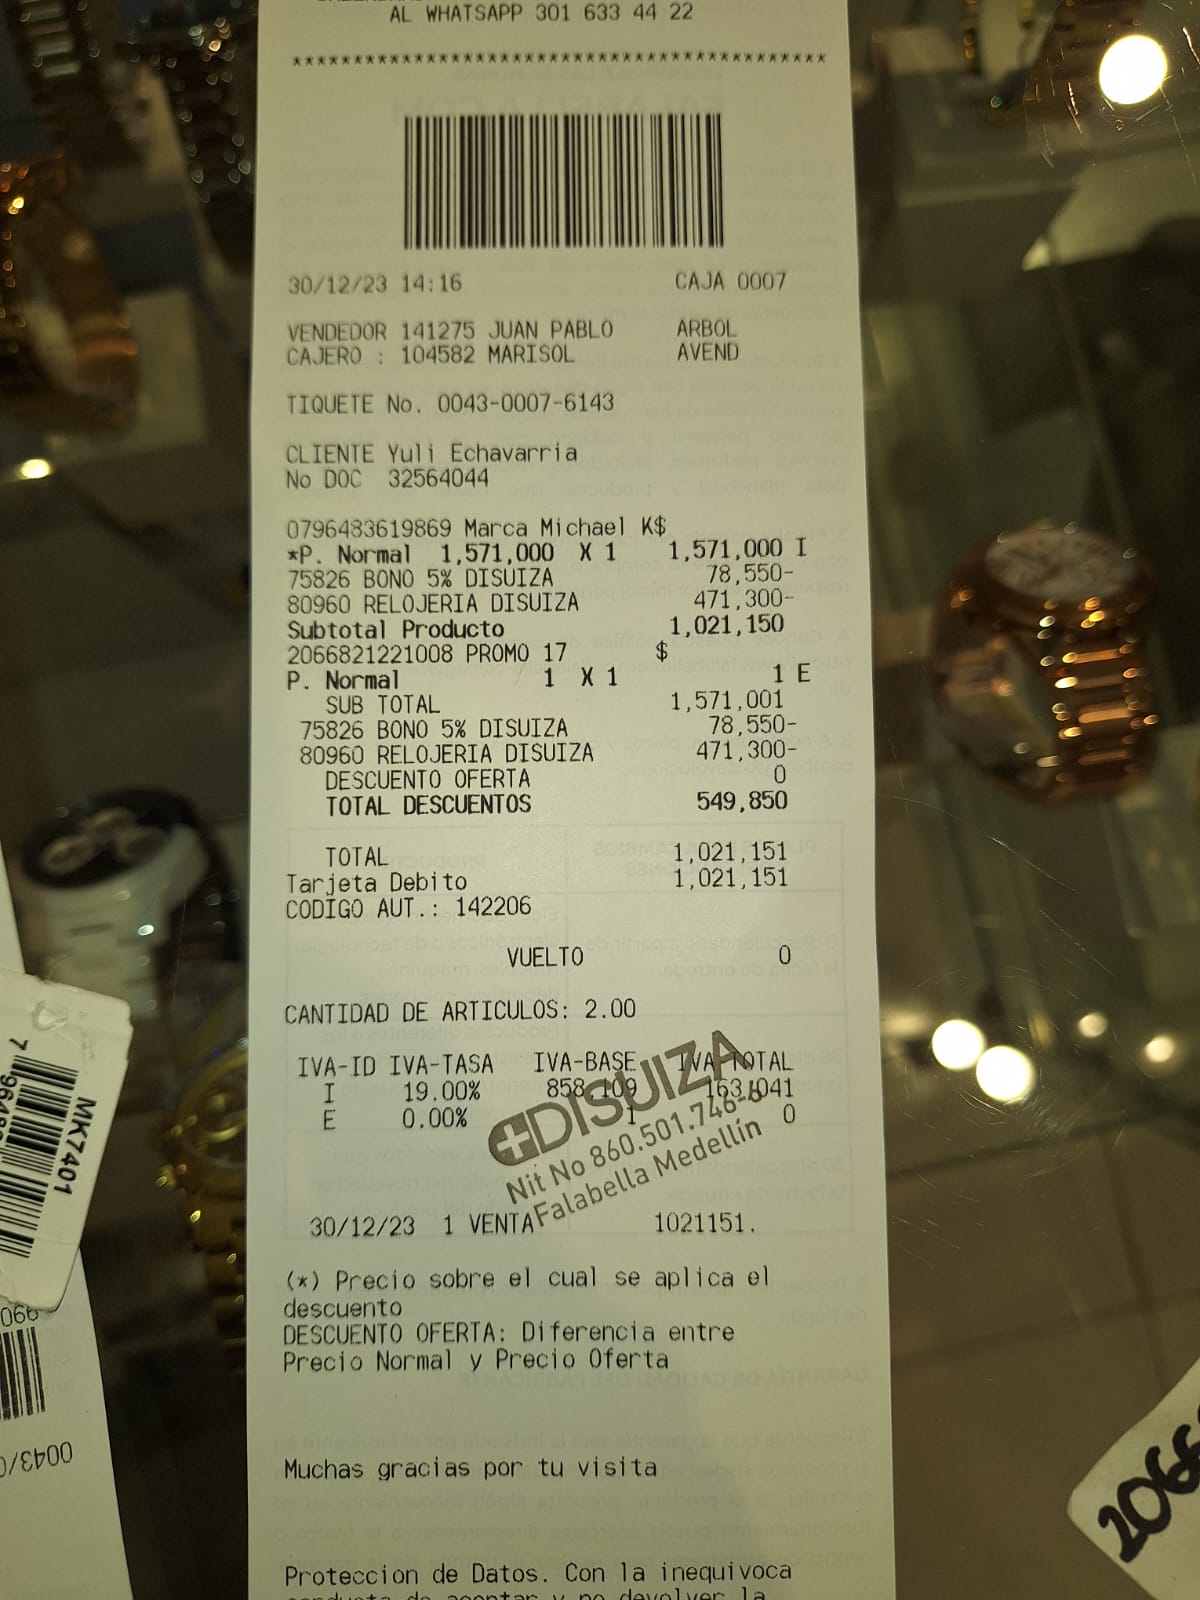 AL WHATSAPP 301 633 44 22
********************************************
30/12/23 14:16 CAJA 0007
VENDEDOR 141275 JUAN PABLO ARBOL
CAJERO : 104582 MARISOL AVEND
TIQUETE No. 0043-0007-6143
CLIENTE Yuli Echavarria
No DOC 32564044
0796483619869 Marca Michael K$
*P. Normal 1,571,000 X 1 1,571,000 I
75826 BONO 5% DISUIZA 78,550-
80960 RELOJERIA DISUIZA 471,300-
Subtotal Producto 1,021,150
2066821221008 PROMO 17 $
P. Normal 1 X 1 1 E
SUB TOTAL 1,571,001
75826 BONO 5% DISUIZA 78,550-
80960 RELOJERIA DISUIZA 471,300-
DESCUENTO OFERTA 0
TOTAL DESCUENTOS 549,850
TOTAL 1,021,151
Tarjeta Debito 1,021,151
CODIGO AUT.: 142206
VUELTO 0
CANTIDAD DE ARTICULOS: 2.00
IVA-ID IVA-TASA IVA-BASE IVA-TOTAL
I 19.00% 858,109 163,041
E 0.00% 1 0
DISUIZA
Nit No 860.501.746-6
Falabella Medellín
30/12/23 1 VENTA 1021151.
(*) Precio sobre el cual se aplica el
descuento
DESCUENTO OFERTA: Diferencia entre
Precio Normal y Precio Oferta
Muchas gracias por tu visita
Proteccion de Datos. Con la inequivoca
conducta de aceptar y no devolver la
MK7401
0043/0